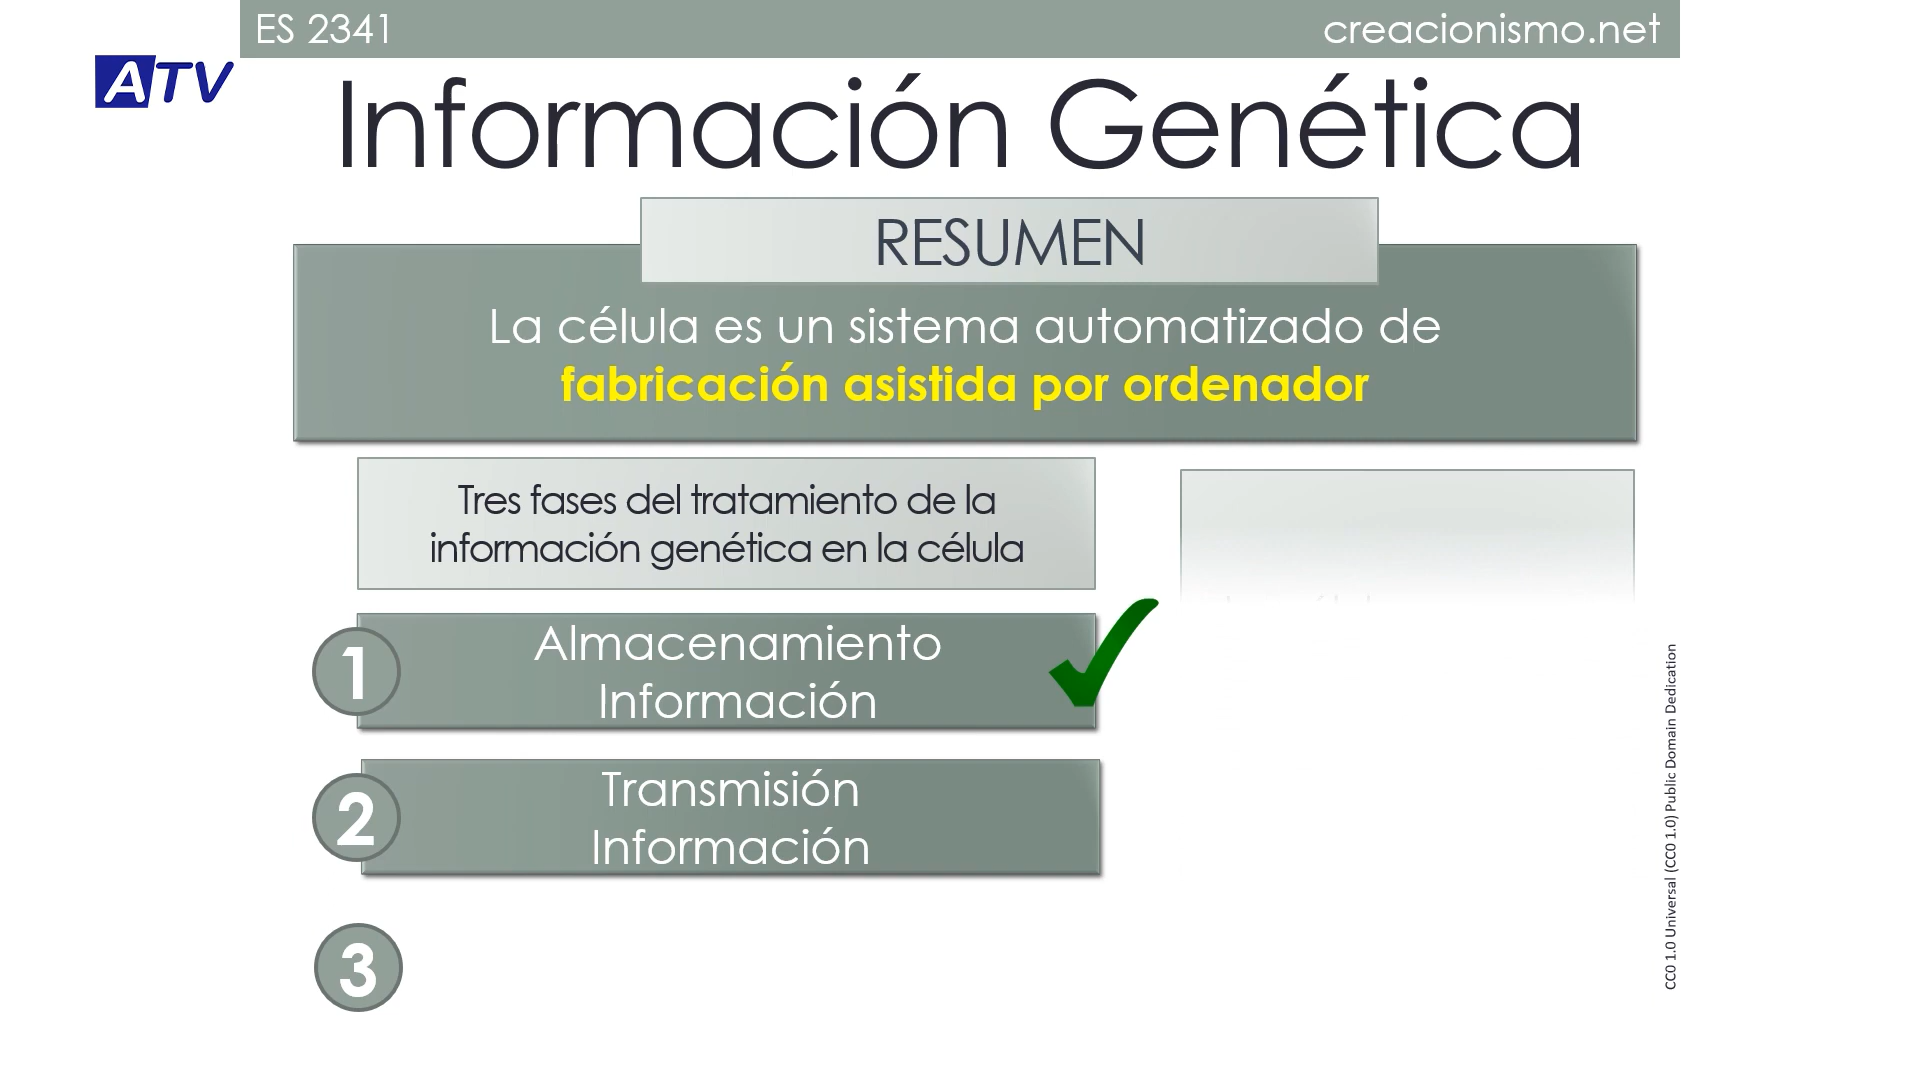 ES 2341
creacionismo.net
ATV
Información Genética
RESUMEN
La célula es un sistema automatizado de
fabricación asistida por ordenador
Tres fases del tratamiento de la
información genética en la célula
1
Almacenamiento
Información
2
Transmisión
Información
3
CC0 1.0 Universal (CC0 1.0) Public Domain Dedication